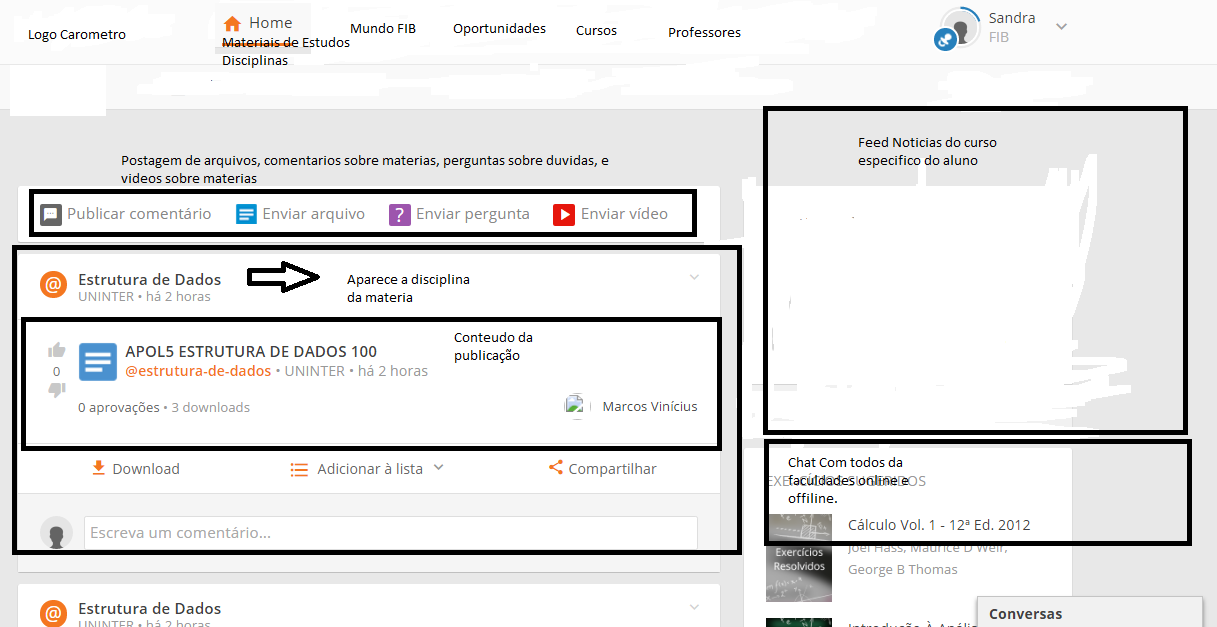 Logo Carometro
Home
Materiais de Estudos
Disciplinas
Mundo FIB
Oportunidades
Cursos
Professores
Sandra
FIB
Postagem de arquivos, comentarios sobre materias, perguntas sobre duvidas, e
videos sobre materias
Publicar comentário
Enviar arquivo
Enviar pergunta
Enviar vídeo
Estrutura de Dados
UNINTER • há 2 horas
Aparece a disciplina
da materia
APOL5 ESTRUTURA DE DADOS 100
@estrutura-de-dados • UNINTER • há 2 horas
0
0 aprovações • 3 downloads
Marcos Vinícius
Conteudo da
publicação
Download
Adicionar à lista
Compartilhar
Escreva um comentário...
Estrutura de Dados
UNINTER • há 2 horas
Feed Noticias do curso
especifico do aluno
Chat Com todos da
faculdades online e
offiline.
SUGERIDOS
Cálculo Vol. 1 - 12ª Ed. 2012
Joel Hass, Maurice D Weir,
George B Thomas
Exercícios
Resolvidos
Introdução À
Conversas